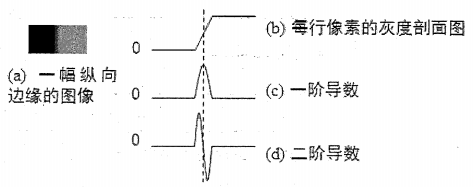 0
(b) 每行像素的灰度剖面图
(a) 一幅纵向
边缘的图像
0
(c) 一阶导数
0
(d) 二阶导数